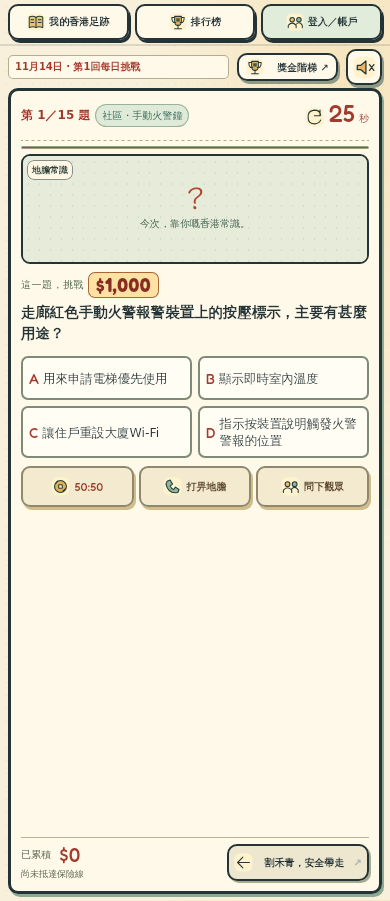 我的香港足跡
排行榜
登入／帳戶
11月14日・第1回每日挑戰
獎金階梯 ↗
第 1／15 題
社區・手動火警鐘
25 秒
地膽常識
?
今次，靠你嘅香港常識。
這一題，挑戰
$1,000
走廊紅色手動火警報警裝置上的按壓標示，主要有甚麼
用途？
A 用來申請電梯優先使用
B 顯示即時室內溫度
C 讓住戶重設大廈Wi-Fi
D 指示按裝置說明觸發火警
警報的位置
50:50
打畀地膽
問下觀眾
已累積 $0
尚未抵達保險線
割禾青，安全帶走 ↗